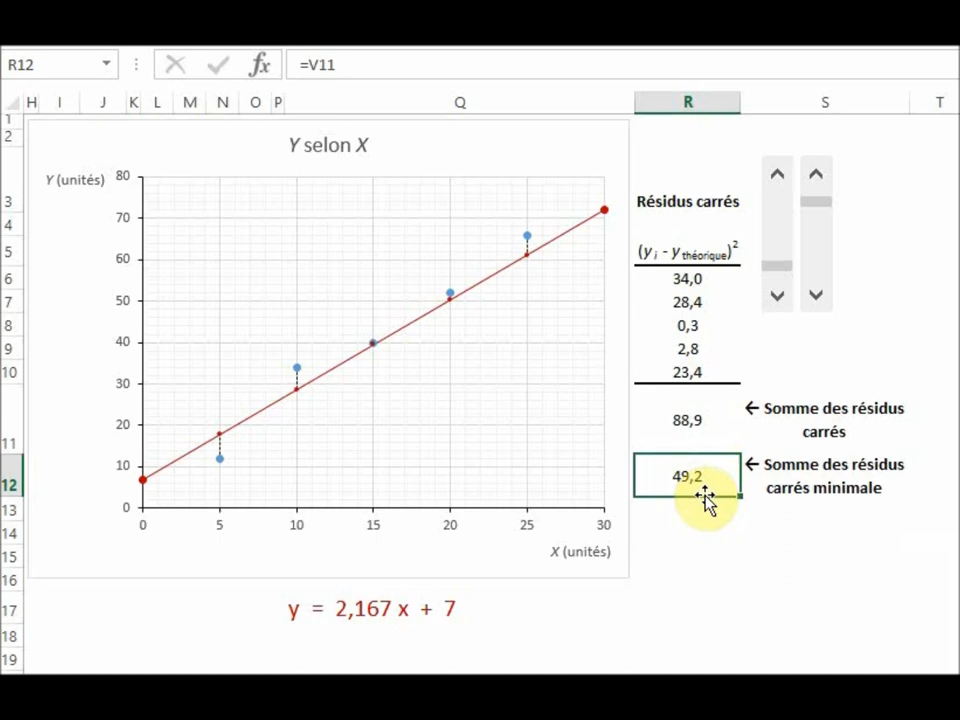 R12 fx =V11
H I J K L M N O P Q R S T
1
2
3
4
5
6
7
8
9
10
11
12
13
14
15
16
17
18
19
Y selon X
Y (unités)
80
70
60
50
40
30
20
10
0
0 5 10 15 20 25 30
X (unités)
y = 2,167 x + 7
Résidus carrés
(y i - y théorique)2
34,0
28,4
0,3
2,8
23,4
88,9
← Somme des résidus
carrés
49,2
← Somme des résidus
carrés minimale